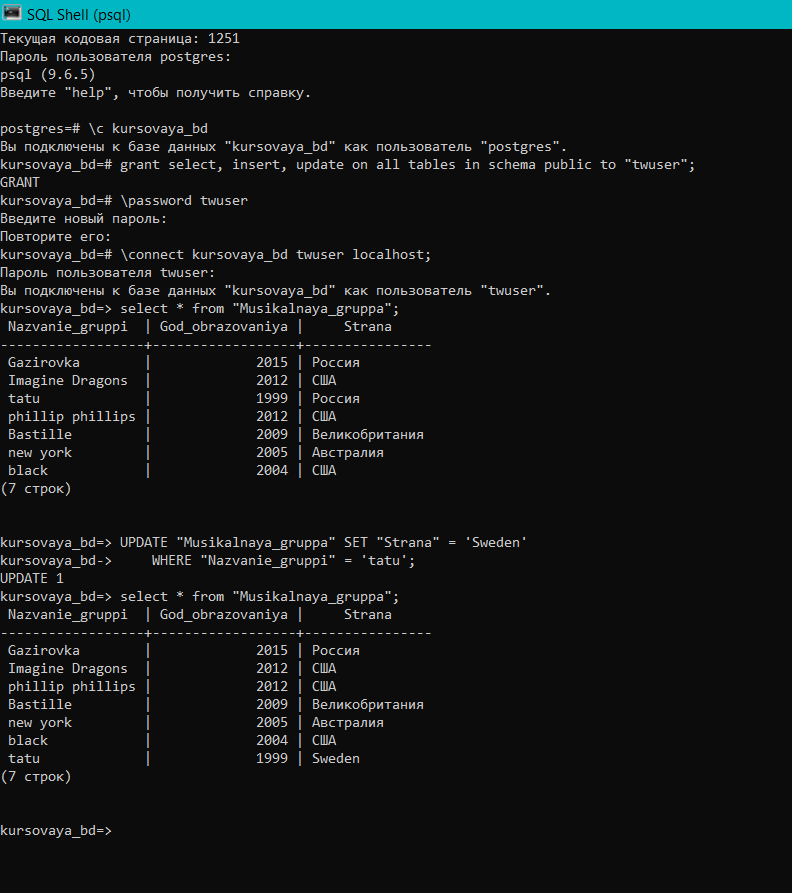 SQL Shell (psql)
Текущая кодовая страница: 1251
Пароль пользователя postgres:
psql (9.6.5)
Введите "help", чтобы получить справку.
postgres=# \c kursovaya_bd
Вы подключены к базе данных "kursovaya_bd" как пользователь "postgres".
kursovaya_bd=# grant select, insert, update on all tables in schema public to "twuser";
GRANT
kursovaya_bd=# \password twuser
Введите новый пароль:
Повторите его:
kursovaya_bd=# \connect kursovaya_bd twuser localhost;
Пароль пользователя twuser:
Вы подключены к базе данных "kursovaya_bd" как пользователь "twuser".
kursovaya_bd=> select * from "Musikalnaya_gruppa";
 Nazvanie_gruppi  | God_obrazovaniya |     Strana
------------------+------------------+----------------
 Gazirovka        |             2015 | Россия
 Imagine Dragons  |             2012 | США
 tatu             |             1999 | Россия
 phillip phillips |             2012 | США
 Bastille         |             2009 | Великобритания
 new york         |             2005 | Австралия
 black            |             2004 | США
(7 строк)
kursovaya_bd=> UPDATE "Musikalnaya_gruppa" SET "Strana" = 'Sweden'
kursovaya_bd->     WHERE "Nazvanie_gruppi" = 'tatu';
UPDATE 1
kursovaya_bd=> select * from "Musikalnaya_gruppa";
 Nazvanie_gruppi  | God_obrazovaniya |     Strana
------------------+------------------+----------------
 Gazirovka        |             2015 | Россия
 Imagine Dragons  |             2012 | США
 phillip phillips |             2012 | США
 Bastille         |             2009 | Великобритания
 new york         |             2005 | Австралия
 black            |             2004 | США
 tatu             |             1999 | Sweden
(7 строк)
kursovaya_bd=>